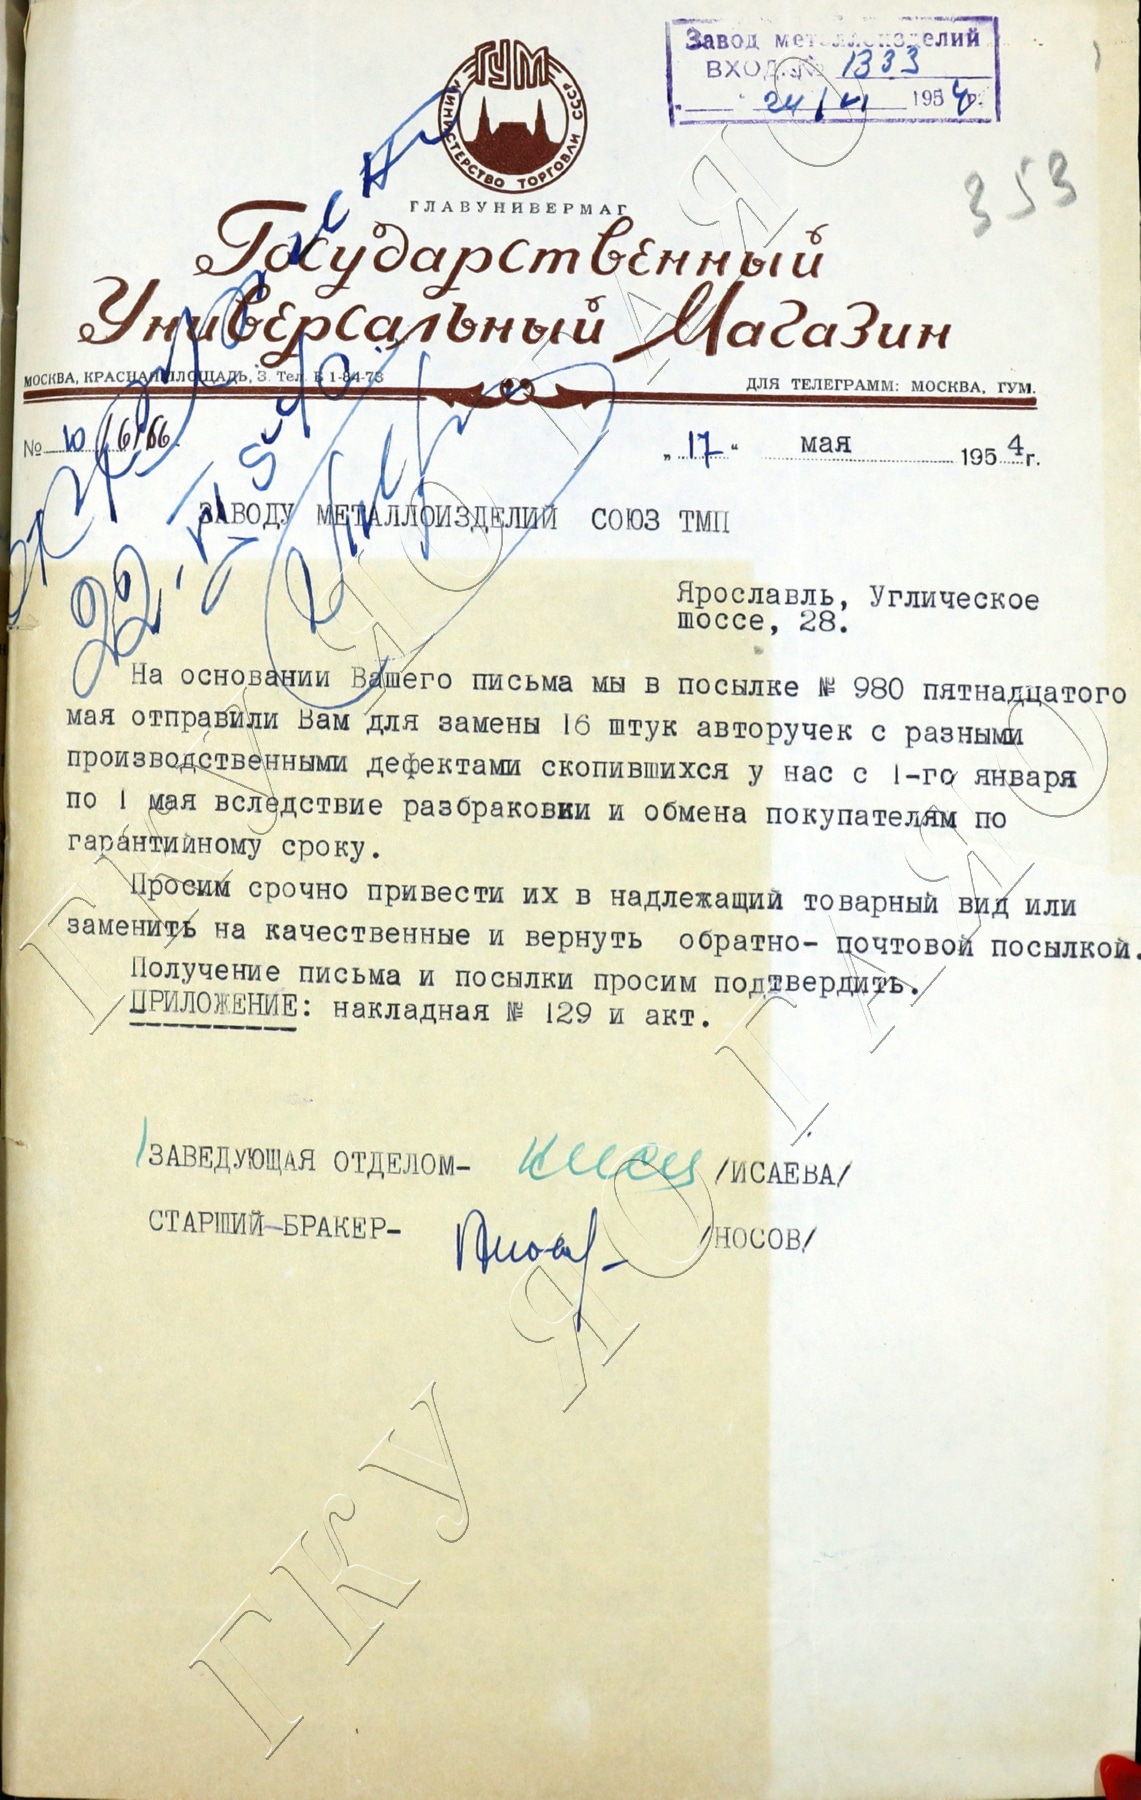 Завод металлоизделий
ВХОД. № 1333
24/VI 1954 г.
ГУМ
МИНИСТЕРСТВО ТОРГОВЛИ СССР
353
ГЛАВУНИВЕРМАГ
Государственный
Универсальный Магазин
МОСКВА, КРАСНАЯ ПЛОЩАДЬ, 3. Тел. Б 1-84-73
ДЛЯ ТЕЛЕГРАММ: МОСКВА, ГУМ.
№ 10/6/66
„17“ мая 1954 г.
ЗАВОДУ МЕТАЛЛОИЗДЕЛИЙ СОЮЗ ТМП
Ярославль, Углическое
шоссе, 28.
На основании Вашего письма мы в посылке № 980 пятнадцатого
мая отправили Вам для замены 16 штук авторучек с разными
производственными дефектами скопившихся у нас с 1-го января
по 1 мая вследствие разбраковки и обмена покупателям по
гарантийному сроку.
Просим срочно привести их в надлежащий товарный вид или
заменить на качественные и вернуть обратно- почтовой посылкой.
Получение письма и посылки просим подтвердить.
ПРИЛОЖЕНИЕ: накладная № 129 и акт.
ЗАВЕДУЮЩАЯ ОТДЕЛОМ- /ИСАЕВА/
СТАРШИЙ-БРАКЕР- /НОСОВ/
ГКУ ЯО ГАЯО
ГКУ ЯО ГАЯО